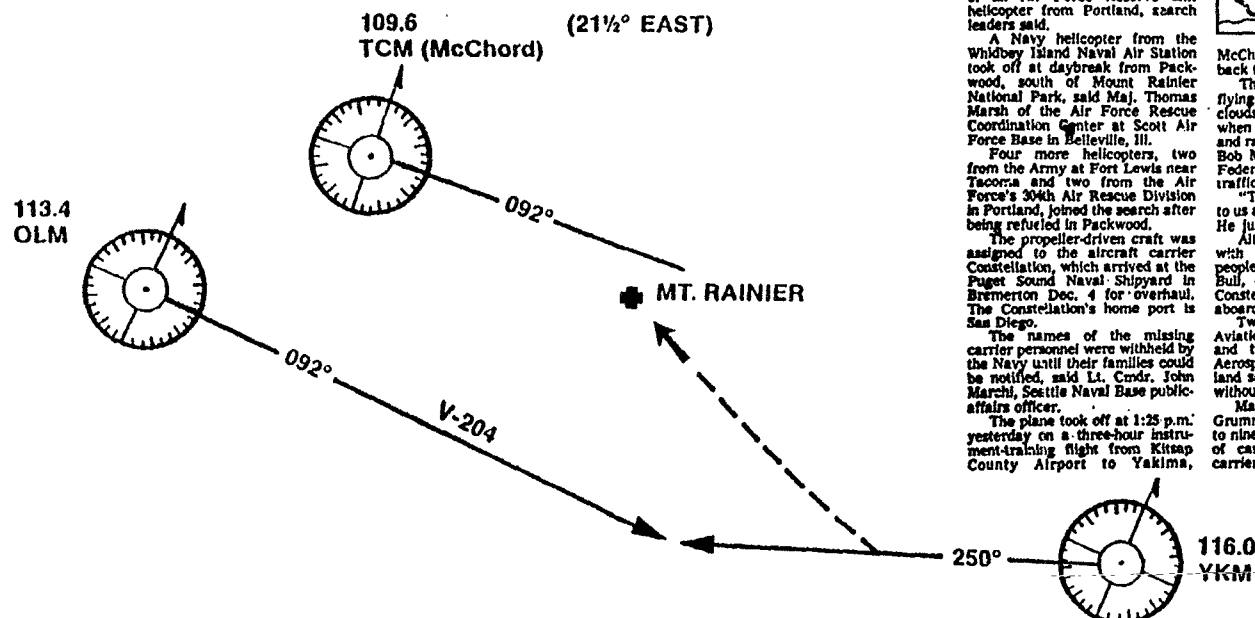 109.6
TCM (McChord)
(21½° EAST)
113.4
OLM
092°
MT. RAINIER
092°
V-204
250°
116.0
YKM
helicopter from Portland, search
leaders said.
A Navy helicopter from the
Whidbey Island Naval Air Station
took off at daybreak from Pack-
wood, south of Mount Rainier
National Park, said Maj. Thomas
Marsh of the Air Force Rescue
Coordination Center at Scott Air
Force Base in Belleville, Ill.
Four more helicopters, two
from the Army at Fort Lewis near
Tacoma and two from the Air
Force's 304th Air Rescue Division
in Portland, joined the search after
being refueled in Packwood.
The propeller-driven craft was
assigned to the aircraft carrier
Constellation, which arrived at the
Puget Sound Naval Shipyard in
Bremerton Dec. 4 for overhaul.
The Constellation's home port is
San Diego.
The names of the missing
carrier personnel were withheld by
the Navy until their families could
be notified, said Lt. Cmdr. John
Marchi, Seattle Naval Base public-
affairs officer.
The plane took off at 1:25 p.m.
yesterday on a three-hour instru-
ment-training flight from Kitsap
County Airport to Yakima,
McCh
back
Th
flying
clouds
when
and ra
Bob M
Feder
traffic
"T
to us a
He ju
All
with
people
Bull,
Conste
aboard
Tw
Aviatio
and t
Aerosp
land s
withou
Ma
Grumm
to nine
of ca
carrier